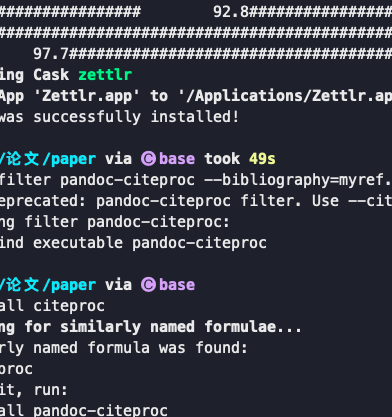 ################ 92.8################
######################################
97.7##################################
ing Cask zettlr
App 'Zettlr.app' to '/Applications/Zettlr.ap
was successfully installed!
/论文/paper via Ⓒ base took 49s
filter pandoc-citeproc --bibliography=myref.
eprecated: pandoc-citeproc filter. Use --cit
ng filter pandoc-citeproc:
ind executable pandoc-citeproc
/论文/paper via Ⓒ base
all citeproc
ng for similarly named formulae...
rly named formula was found:
proc
it, run:
all pandoc-citeproc